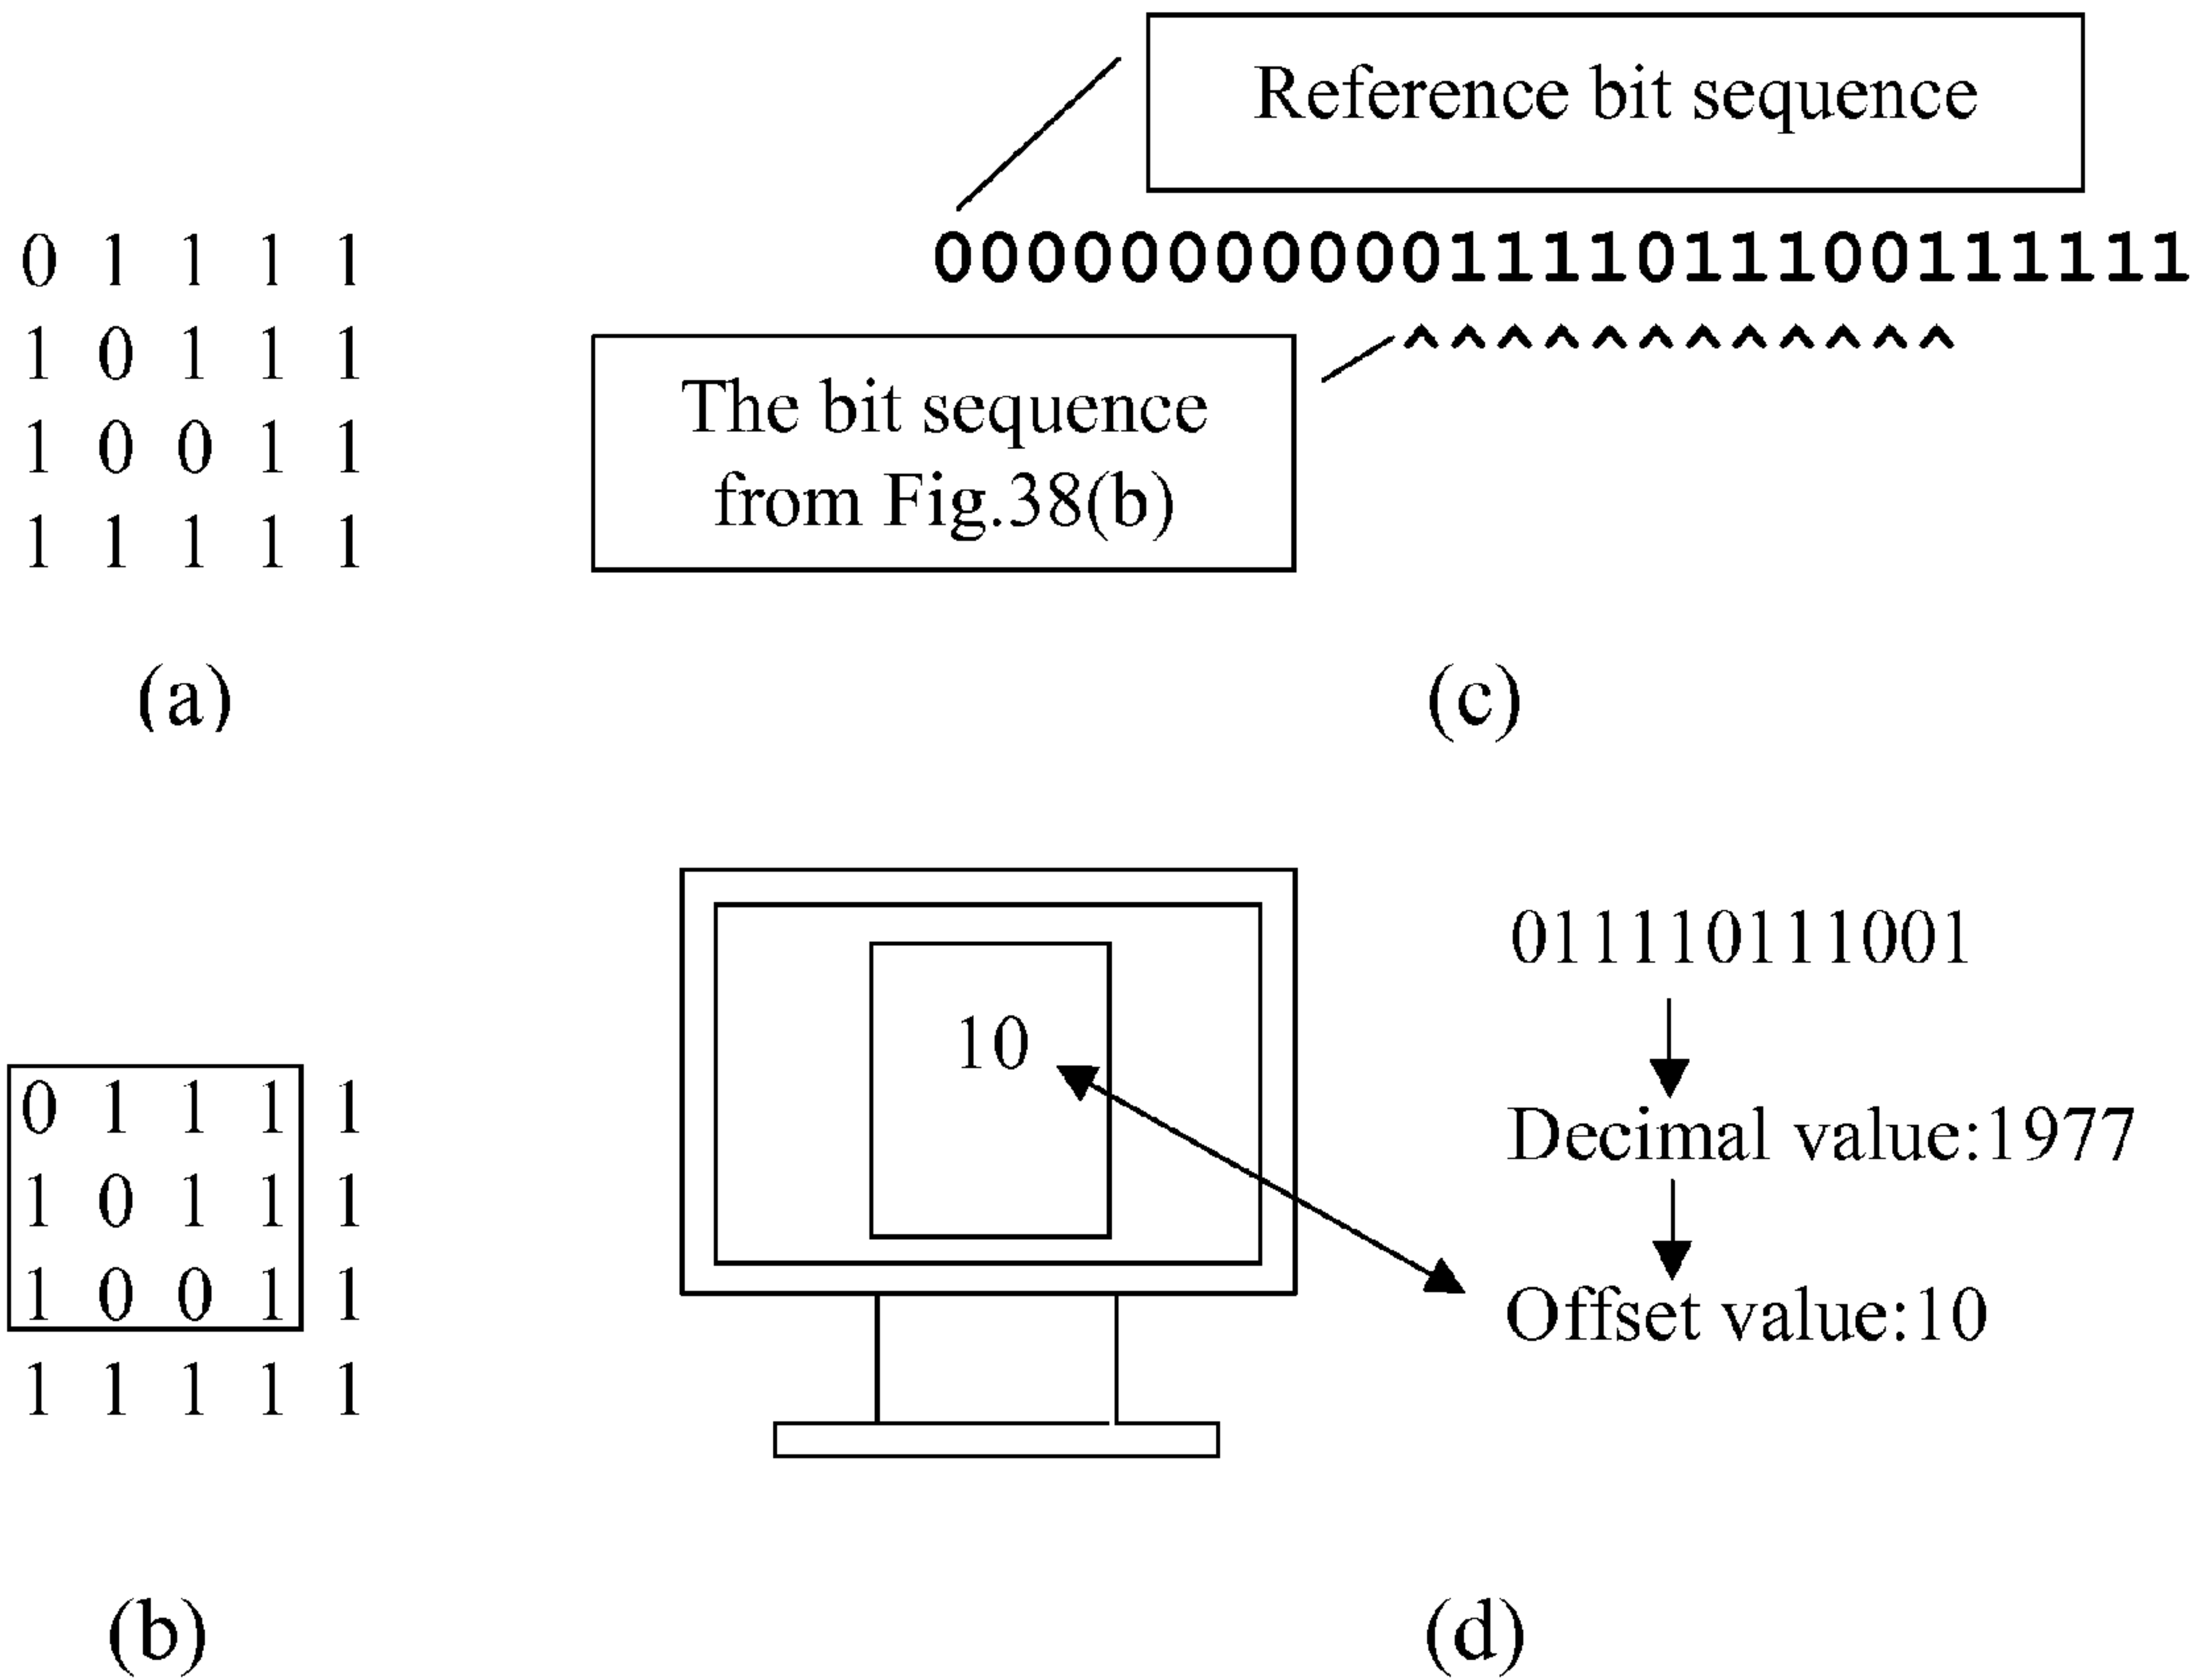 Reference bit sequence
000000000001111011100111111
^^^^^^^^^^^^
The bit sequence
from Fig.38(b)
0 1 1 1 1
1 0 1 1 1
1 0 0 1 1
1 1 1 1 1
(a)
(c)
0 1 1 1 1
1 0 1 1 1
1 0 0 1 1
1 1 1 1 1
(b)
10
011110111001
Decimal value:1977
Offset value:10
(d)